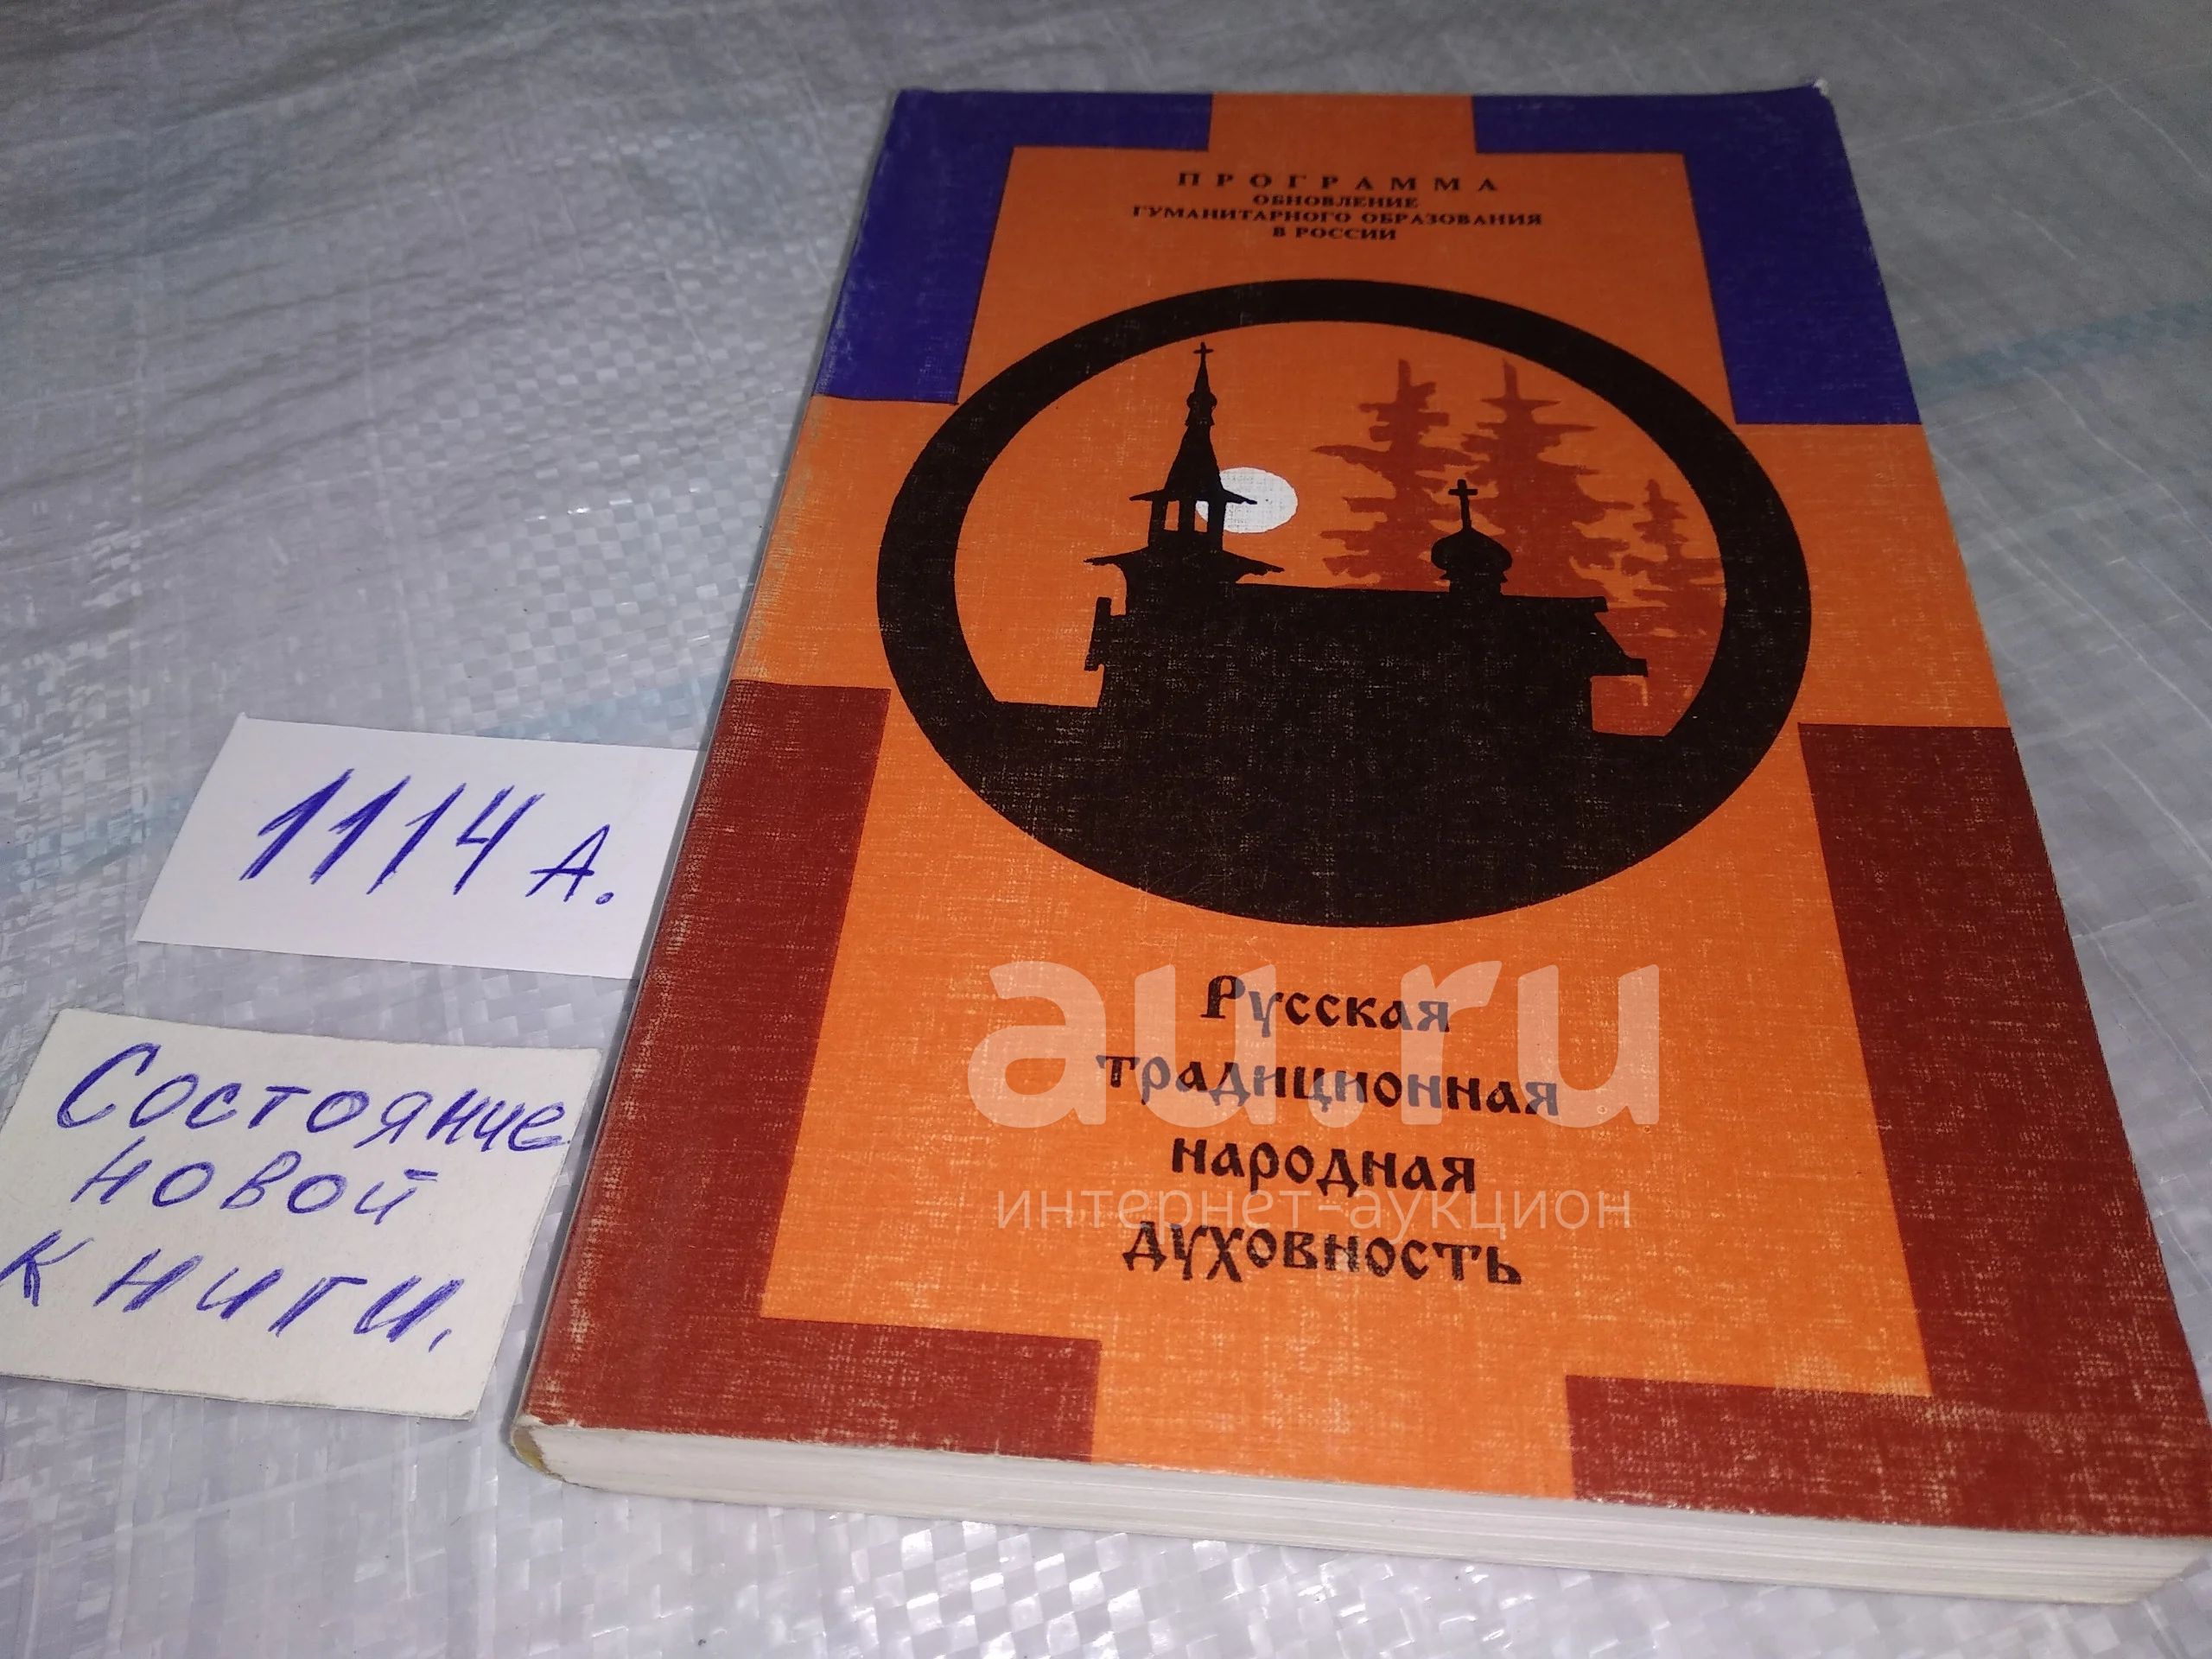 ПРОГРАММА
ОБНОВЛЕНИЕ
ГУМАНИТАРНОГО ОБРАЗОВАНИЯ
В РОССИИ
1114 А.
Состояние
новой
книги.
au.ru
Русская
традиционная
народная
интернет-аукцион
духовность